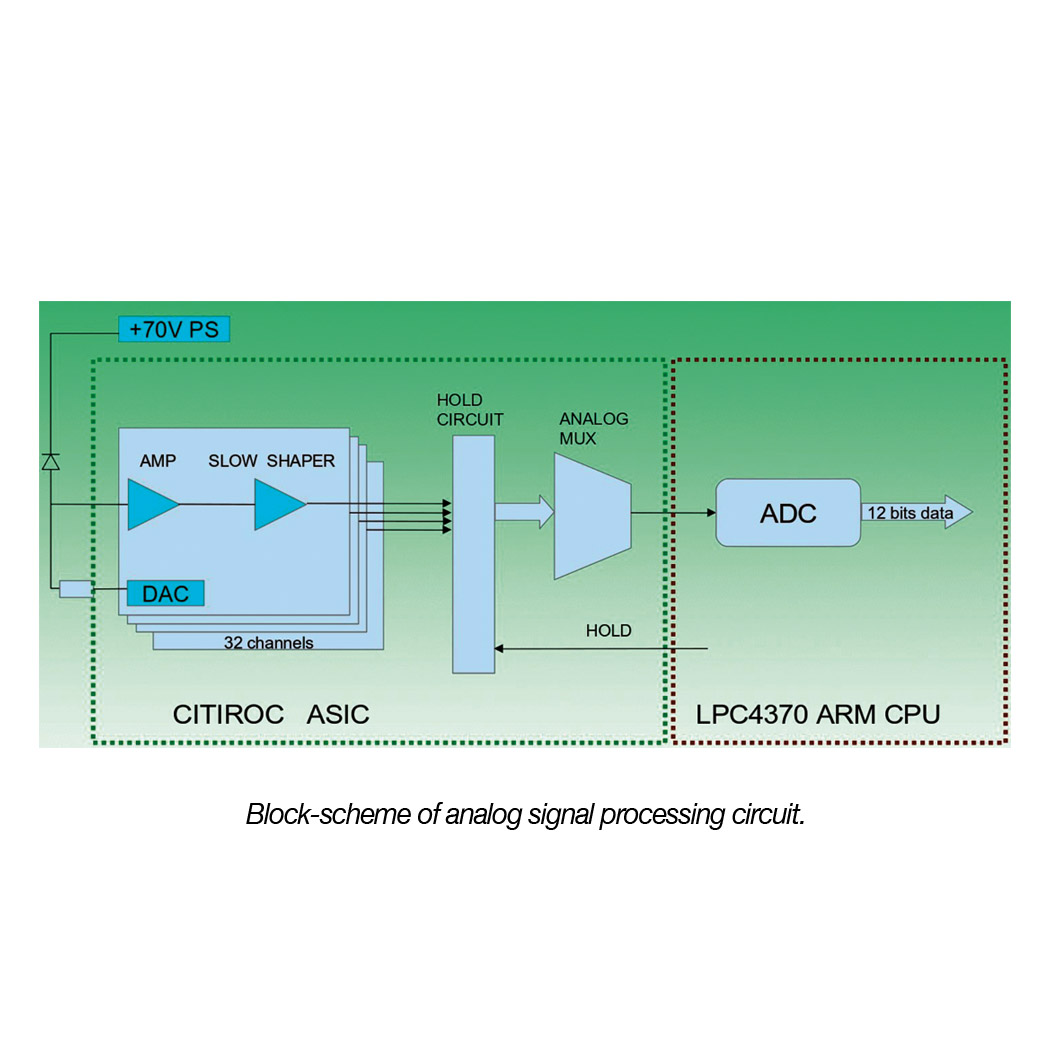 +70V PS
HOLD
CIRCUIT
ANALOG
MUX
AMP
SLOW SHAPER
ADC
12 bits data
DAC
32 channels
HOLD
CITIROC ASIC
LPC4370 ARM CPU
Block-scheme of analog signal processing circuit.